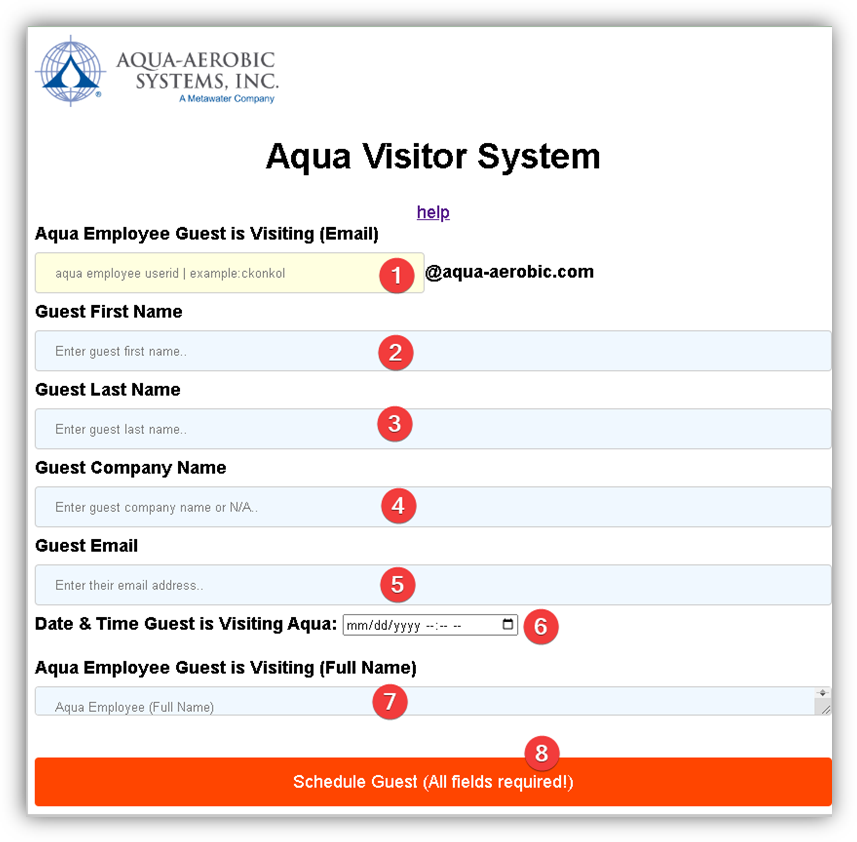 AQUA-AEROBIC
SYSTEMS, INC.
®
A Metawater Company
Aqua Visitor System
help
Aqua Employee Guest is Visiting (Email)
aqua employee userid | example:ckonkol 1 @aqua-aerobic.com
Guest First Name
Enter guest first name.. 2
Guest Last Name
Enter guest last name.. 3
Guest Company Name
Enter guest company name or N/A.. 4
Guest Email
Enter their email address.. 5
Date & Time Guest is Visiting Aqua: mm/dd/yyyy --:-- -- 6
Aqua Employee Guest is Visiting (Full Name)
Aqua Employee (Full Name) 7
8
Schedule Guest (All fields required!)